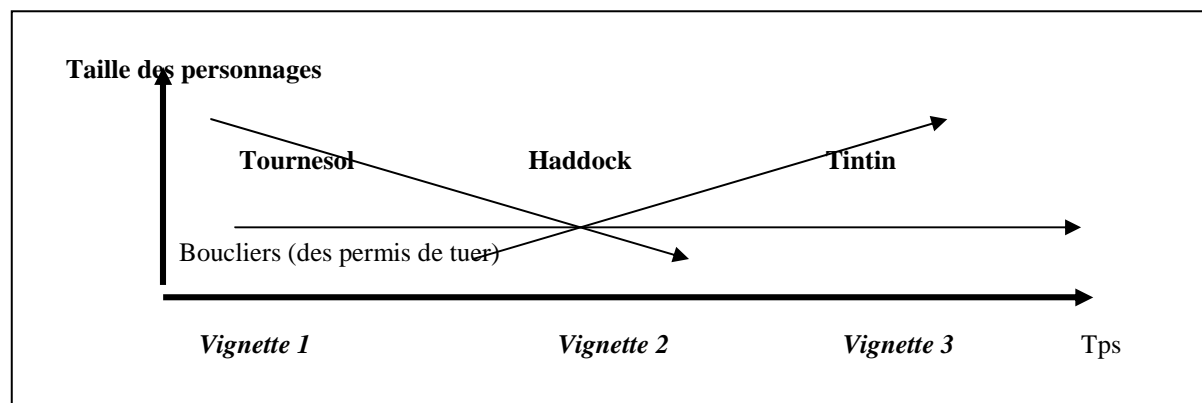 Taille des personnages
Tournesol Haddock Tintin
Boucliers (des permis de tuer)
Vignette 1 Vignette 2 Vignette 3 Tps